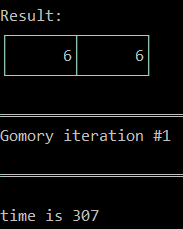 Result:
6 6
Gomory iteration #1
time is 307